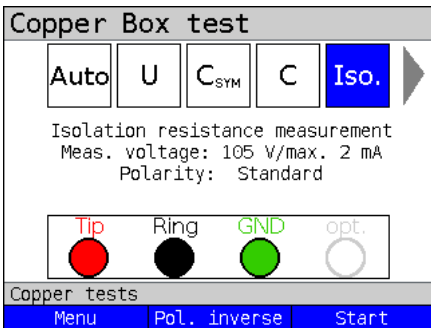 Copper Box test
Auto U CSYM C Iso.
Isolation resistance measurement
Meas. voltage: 105 V/max. 2 mA
Polarity: Standard
Tip Ring GND opt.
Copper tests
Menu Pol. inverse Start